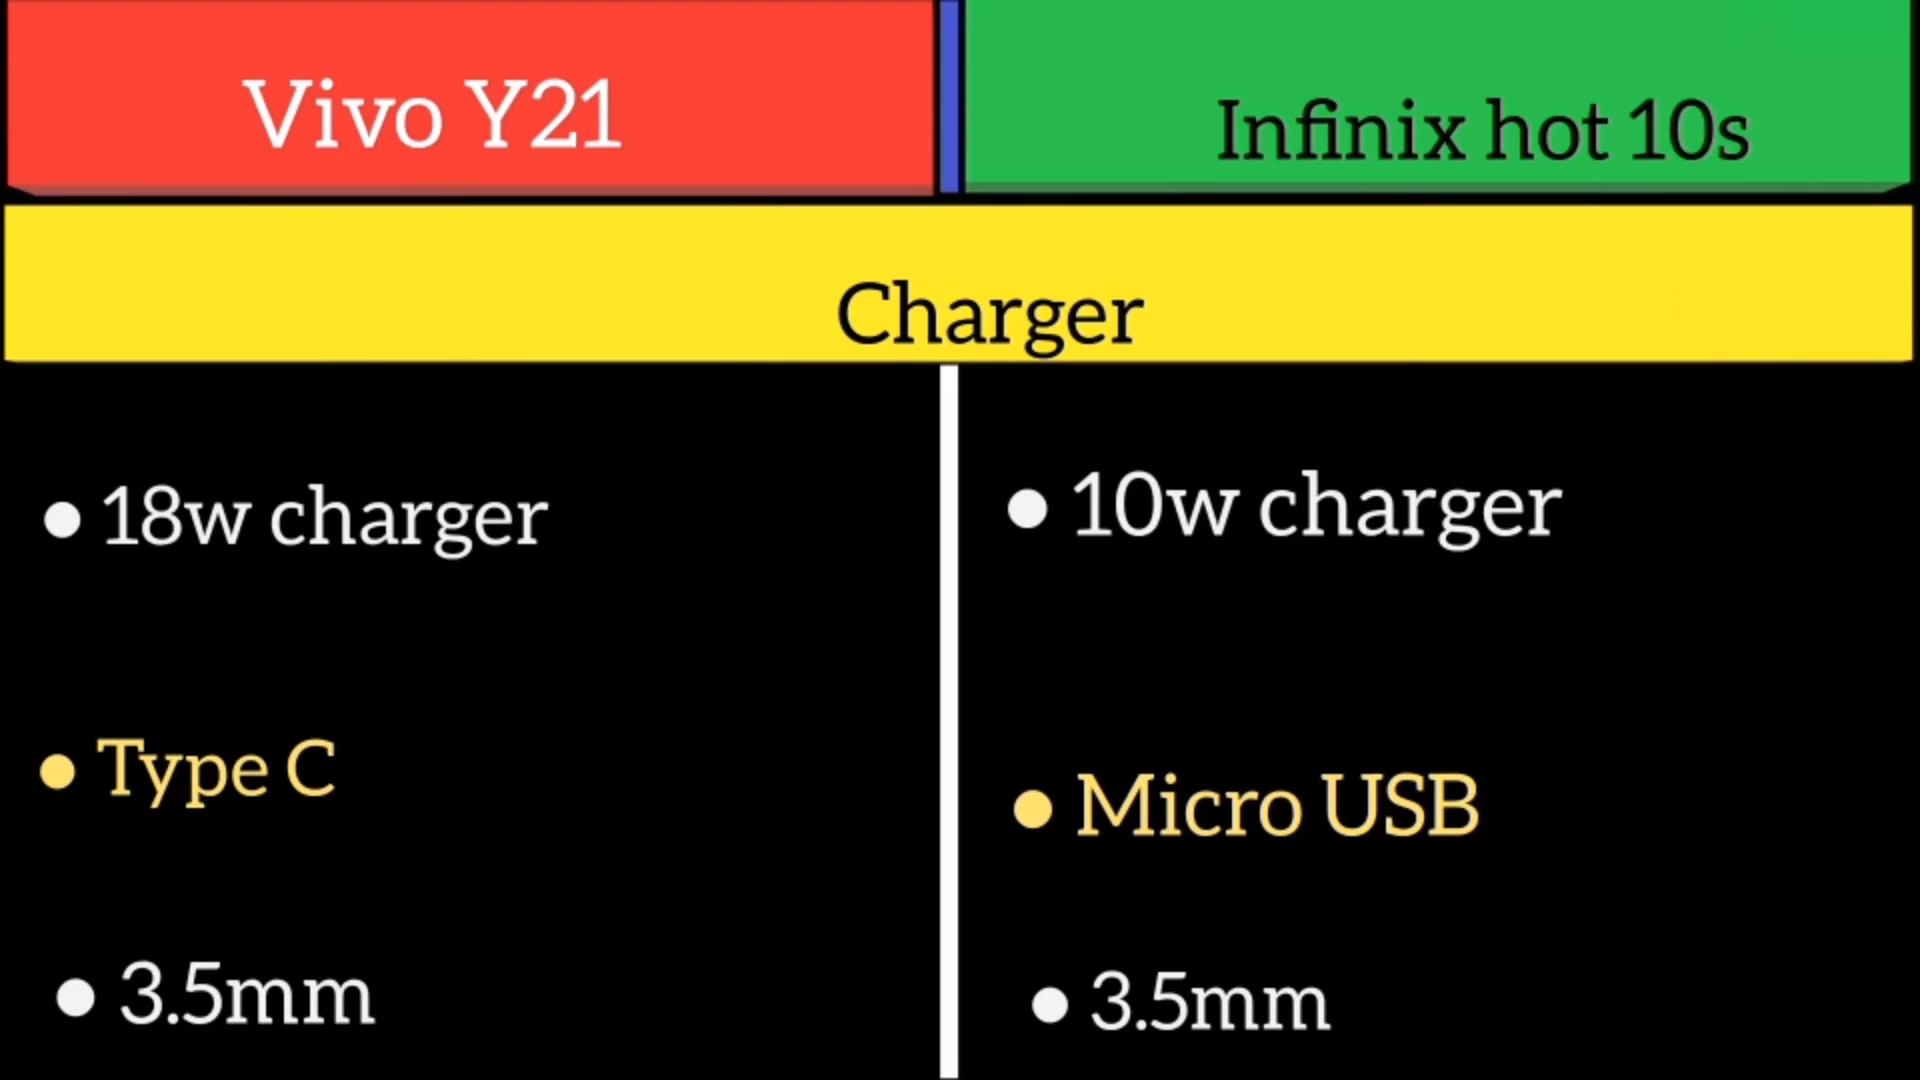 Vivo Y21
Infinix hot 10s
Charger
18w charger
Type C
3.5mm
10w charger
Micro USB
3.5mm